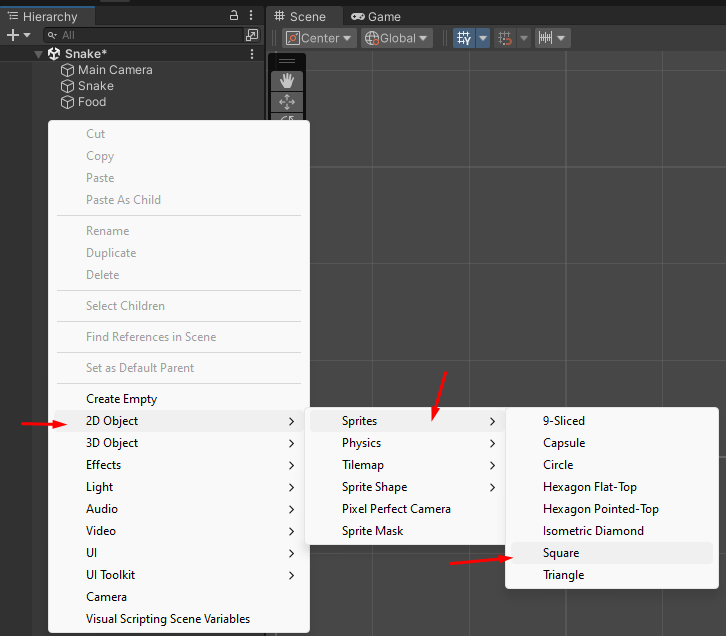 Hierarchy
All
Snake*
Main Camera
Snake
Food
Scene
Game
Center
Global
Cut
Copy
Paste
Paste As Child
Rename
Duplicate
Delete
Select Children
Find References in Scene
Set as Default Parent
Create Empty
2D Object
3D Object
Effects
Light
Audio
Video
UI
UI Toolkit
Camera
Visual Scripting Scene Variables
Sprites
Physics
Tilemap
Sprite Shape
Pixel Perfect Camera
Sprite Mask
9-Sliced
Capsule
Circle
Hexagon Flat-Top
Hexagon Pointed-Top
Isometric Diamond
Square
Triangle